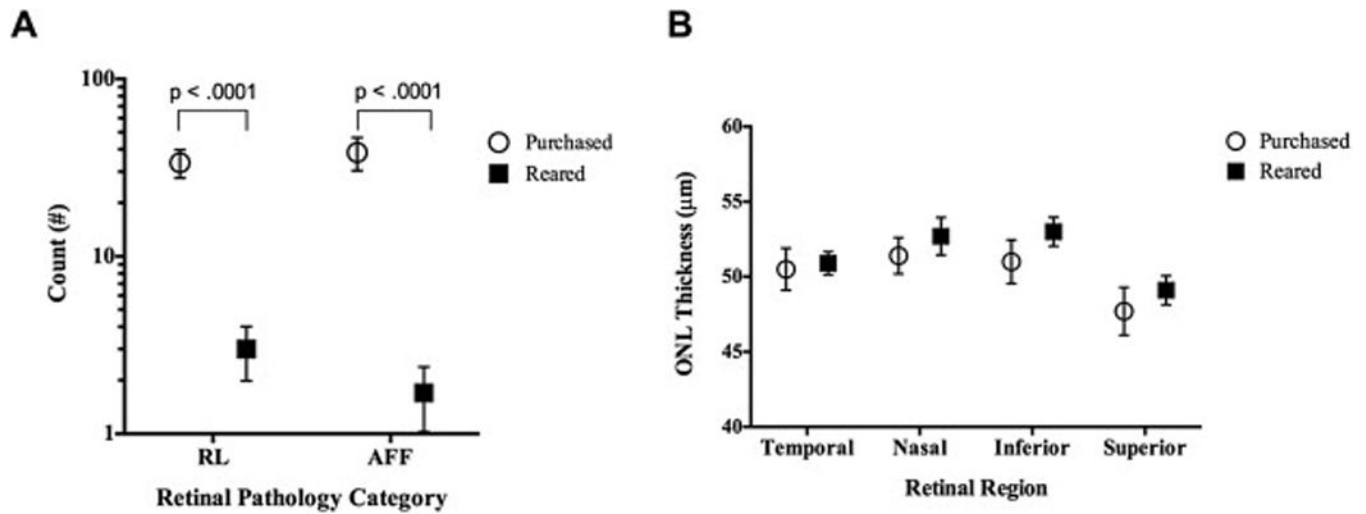 A
100
p < .0001
p < .0001
Purchased
Reared
10
1
Count (#)
RL
AFF
Retinal Pathology Category
B
60
55
50
45
40
ONL Thickness (μm)
Purchased
Reared
Temporal
Nasal
Inferior
Superior
Retinal Region